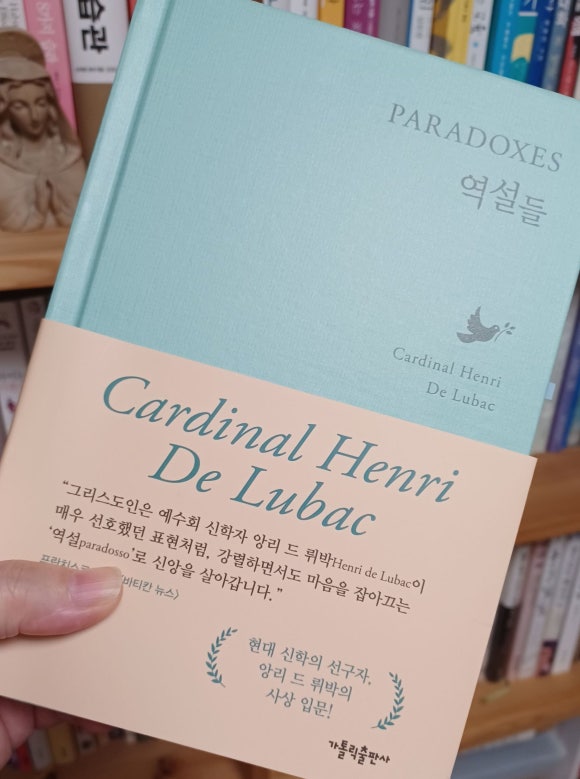 습관
PARADOXES
역설들
Cardinal Henri
De Lubac
Cardinal Henri
De Lubac
“그리스도인은 예수회 신학자 앙리 드 뤼박Henri de Lubac이
매우 선호했던 표현처럼, 강렬하면서도 마음을 잡아끄는
‘역설paradosso’로 신앙을 살아갑니다.”
바티칸 뉴스〉
현대 신학의 선구자,
앙리 드 뤼박의
사상 입문!
가톨릭출판사